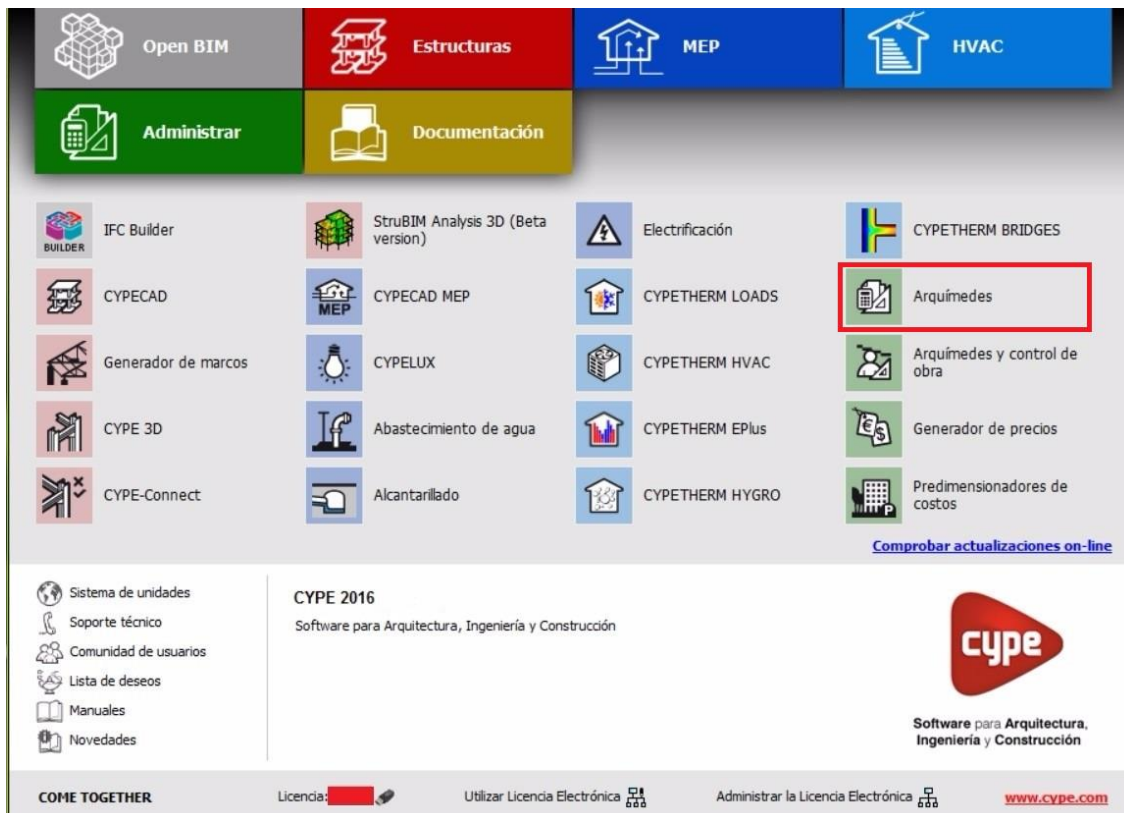 Open BIM
Estructuras
MEP
HVAC
Administrar
Documentación
BUILDER
IFC Builder
StruBIM Analysis 3D (Beta
version)
Electrificación
CYPETHERM BRIDGES
CYPECAD
MEP
CYPECAD MEP
CYPETHERM LOADS
Arquímedes
Generador de marcos
CYPELUX
CYPETHERM HVAC
Arquímedes y control de
obra
CYPE 3D
Abastecimiento de agua
CYPETHERM EPlus
€
$
Generador de precios
CYPE-Connect
Alcantarillado
CYPETHERM HYGRO
P
Predimensionadores de
costos
Comprobar actualizaciones on-line
Sistema de unidades
Soporte técnico
Comunidad de usuarios
Lista de deseos
Manuales
Novedades
CYPE 2016
Software para Arquitectura, Ingeniería y Construcción
cype
Software para Arquitectura,
Ingeniería y Construcción
COME TOGETHER
Licencia:
Utilizar Licencia Electrónica
Administrar la Licencia Electrónica
www.cype.com